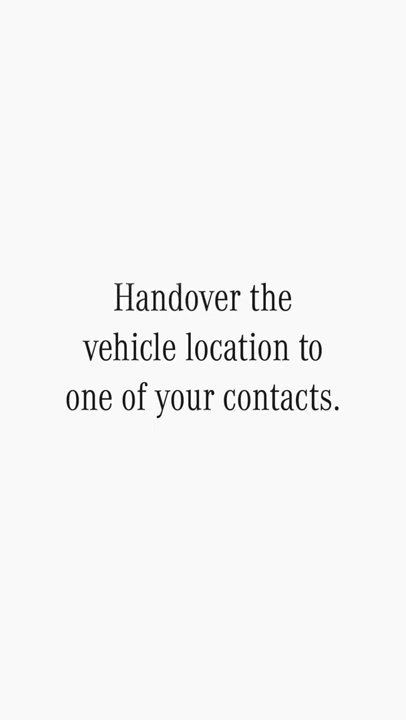 Handover the
vehicle location to
one of your contacts.